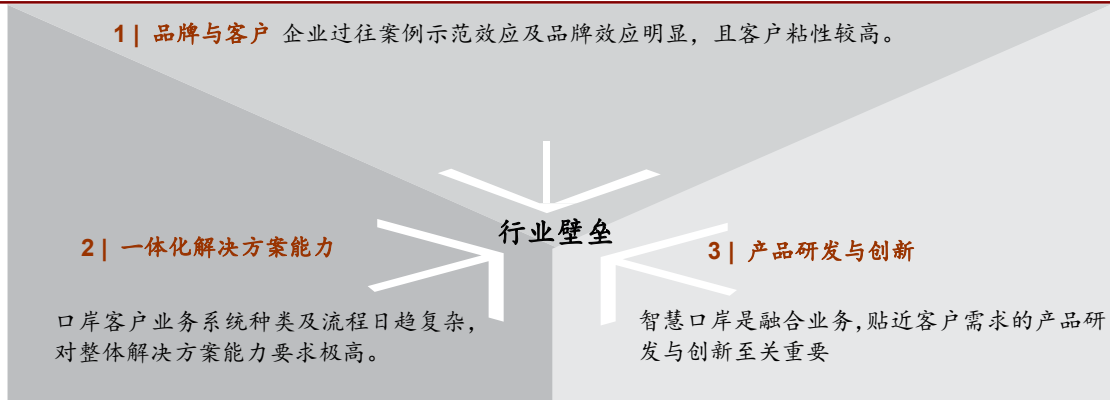 1 | 品牌与客户 企业过往案例示范效应及品牌效应明显，且客户粘性较高。
行业壁垒
2 | 一体化解决方案能力
口岸客户业务系统种类及流程日趋复杂，
对整体解决方案能力要求极高。
3 | 产品研发与创新
智慧口岸是融合业务,贴近客户需求的产品研
发与创新至关重要